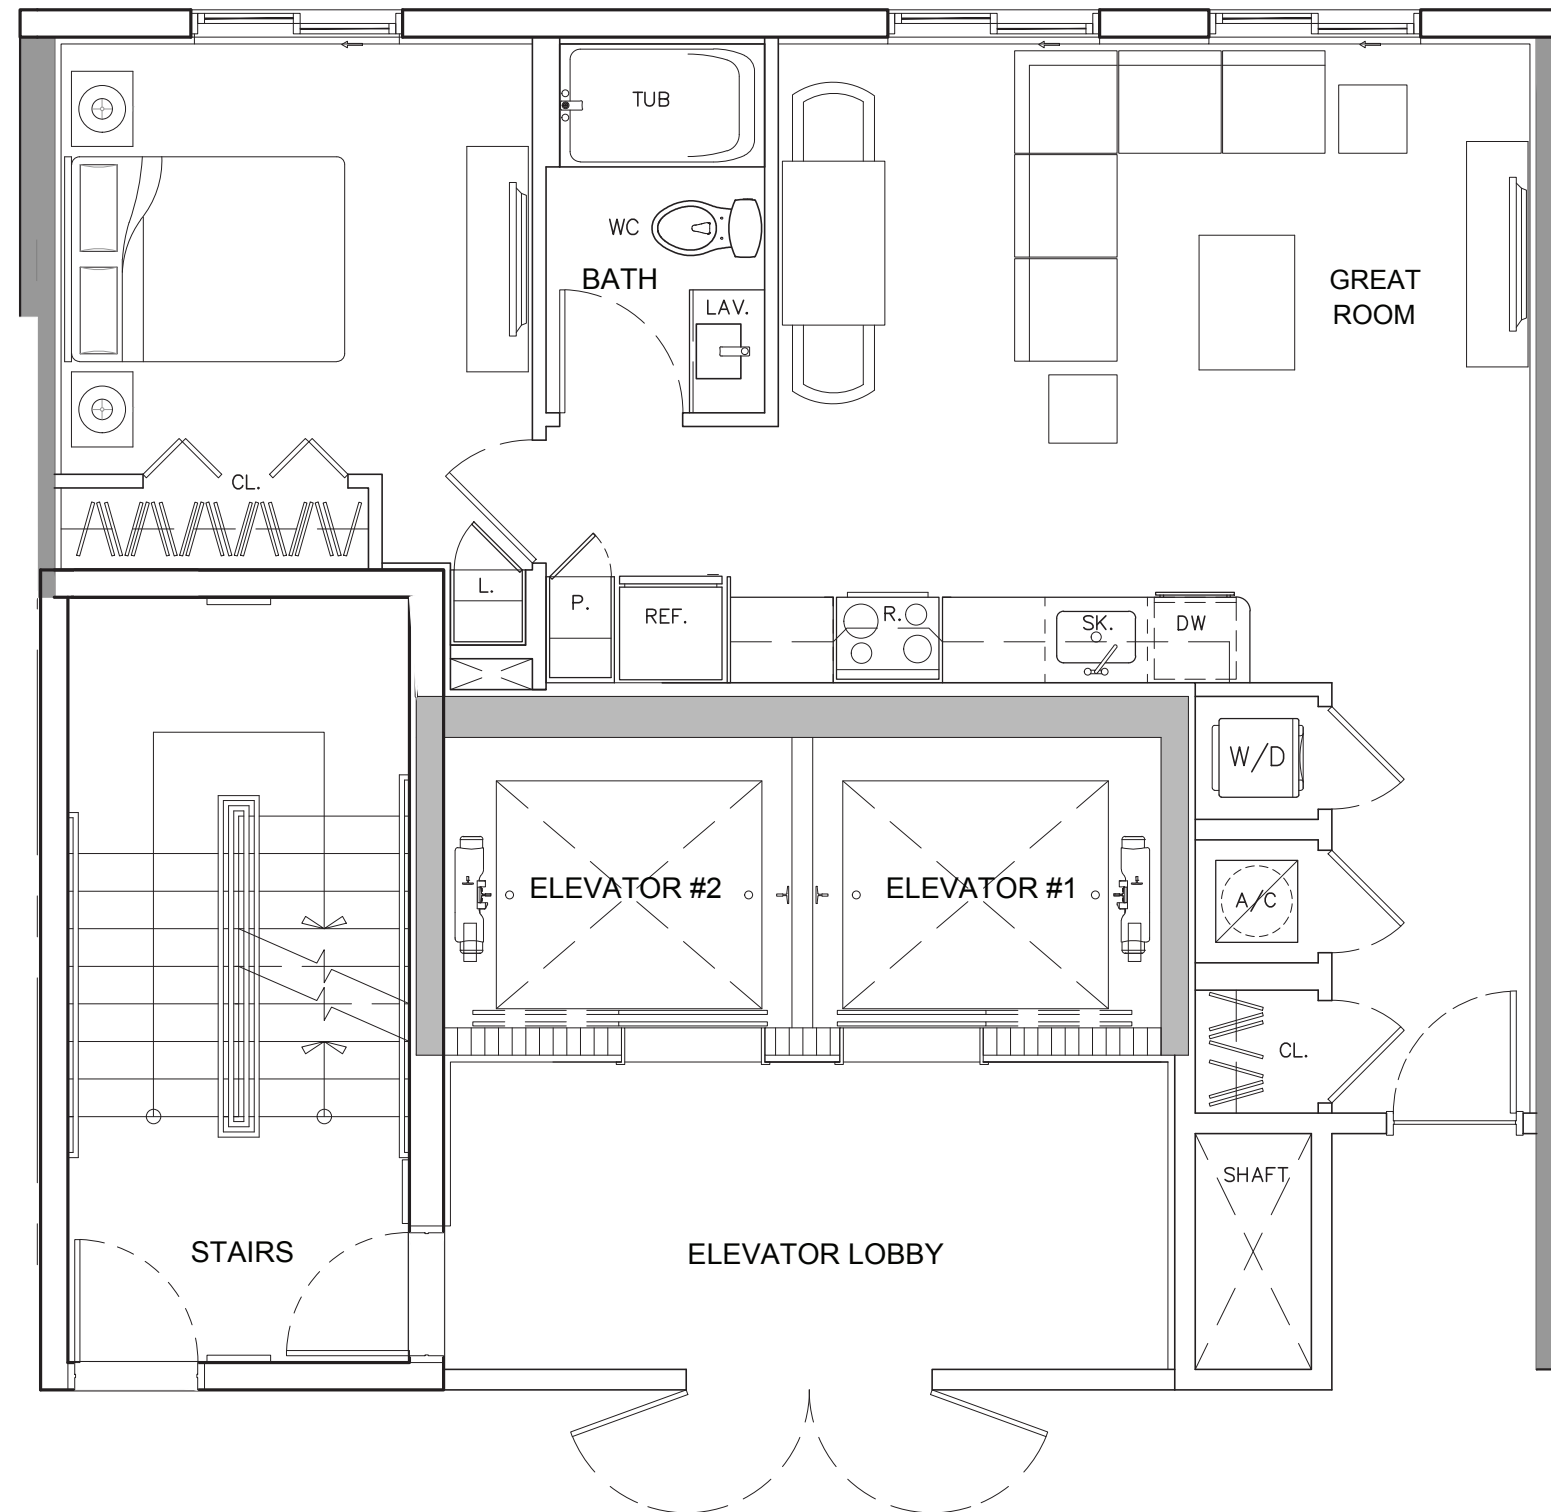 TUB
WC
BATH
LAV.
GREAT
ROOM
CL.
L.
P.
REF.
R.
SK.
DW
W/D
ELEVATOR #2
ELEVATOR #1
A/C
CL.
SHAFT
STAIRS
ELEVATOR LOBBY